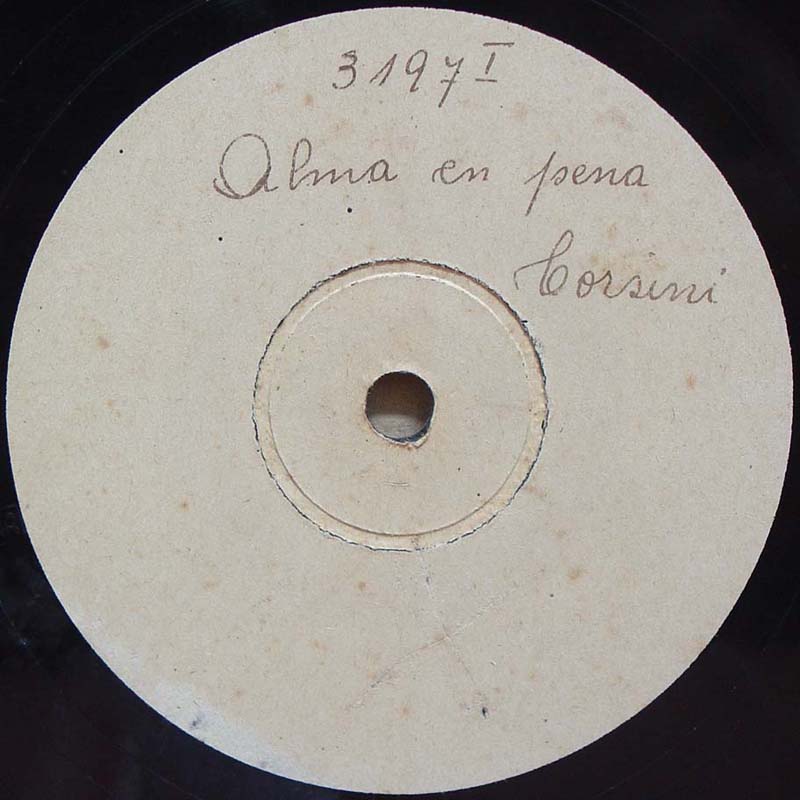 3197 I
Alma en pena
Corsini